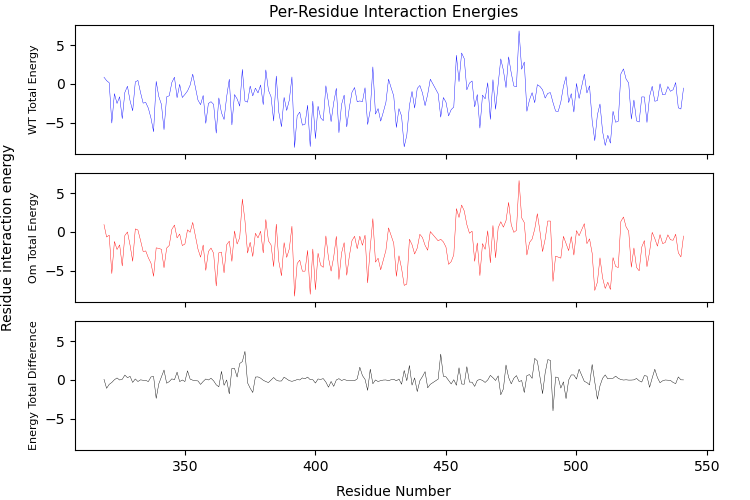 Per-Residue Interaction Energies
Residue interaction energy
WT Total Energy
5
0
−5
Om Total Energy
5
0
−5
Energy Total Difference
5
0
−5
350 400 450 500 550
Residue Number